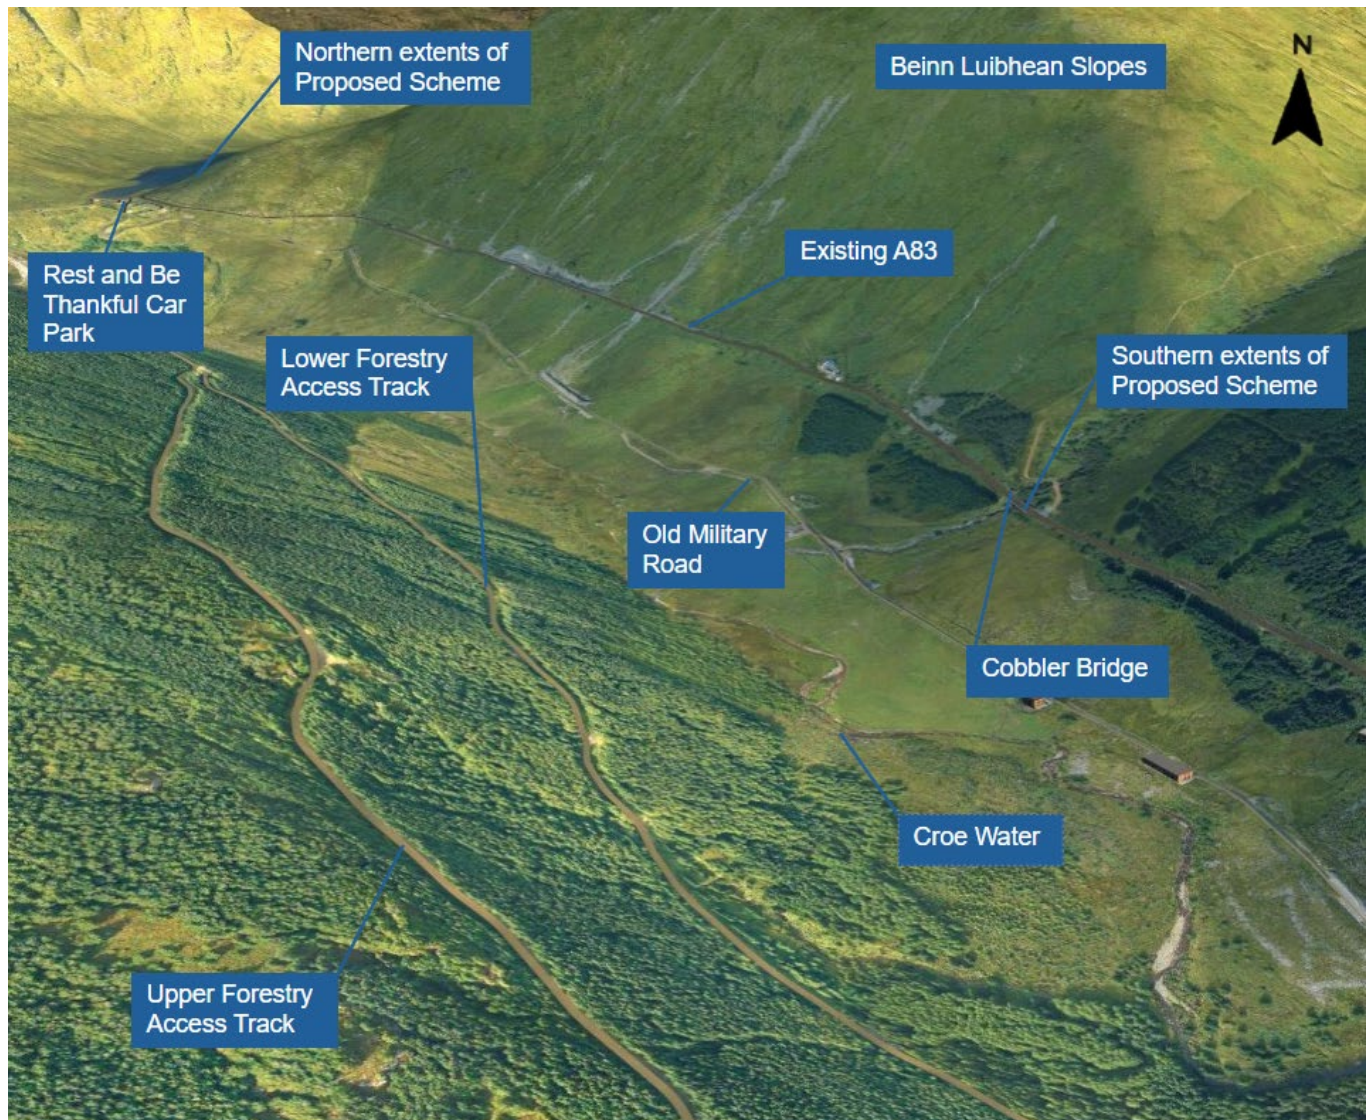 Northern extents of
Proposed Scheme
Beinn Luibhean Slopes
N
Existing A83
Rest and Be
Thankful Car
Park
Lower Forestry
Access Track
Southern extents of
Proposed Scheme
Old Military
Road
Cobbler Bridge
Croe Water
Upper Forestry
Access Track